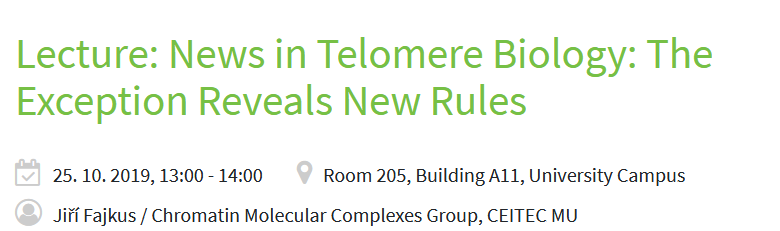 Lecture: News in Telomere Biology: The
Exception Reveals New Rules
25. 10. 2019, 13:00 - 14:00 Room 205, Building A11, University Campus
Jiří Fajkus / Chromatin Molecular Complexes Group, CEITEC MU